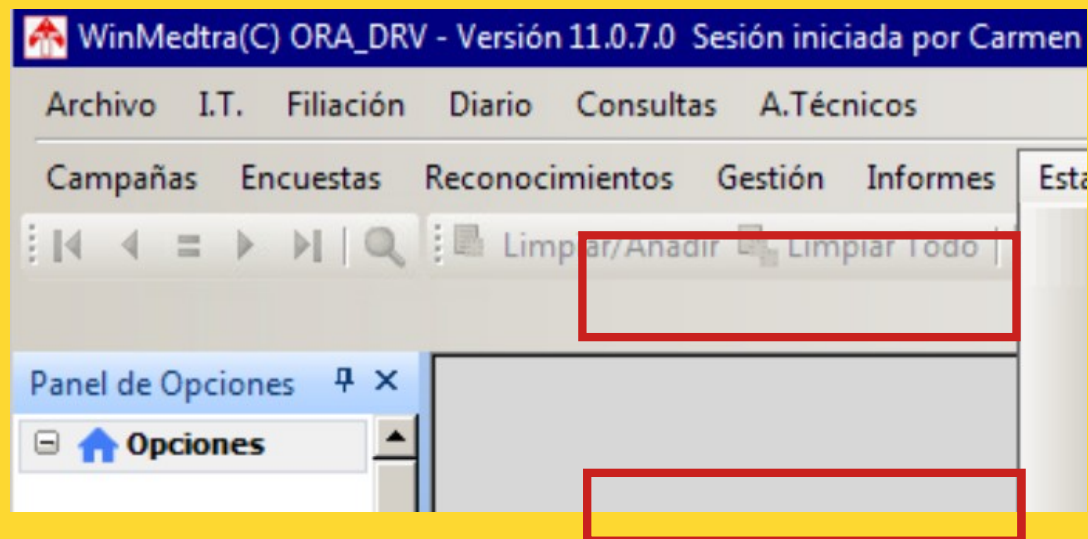 WinMedtra(C) ORA_DRV - Versión 11.0.7.0 Sesión iniciada por Carmen
Archivo I.T. Filiación Diario Consultas A.Técnicos
Campañas Encuestas Reconocimientos Gestión Informes Esta
Limpiar/Añadir Limpiar Todo
Panel de Opciones
Opciones